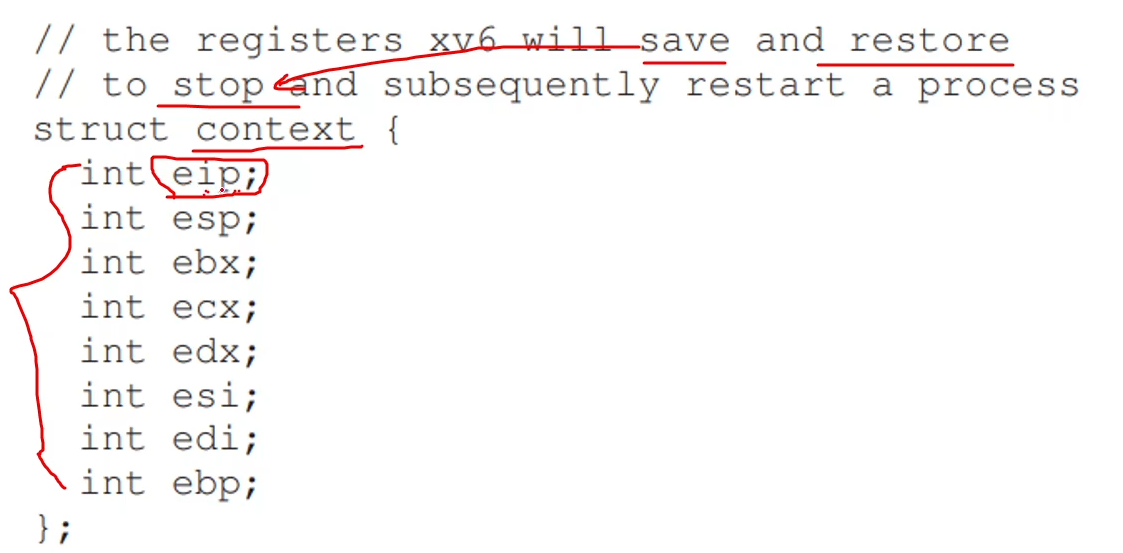 // the registers xv6 will save and restore
// to stop and subsequently restart a process
struct context {
int eip;
int esp;
int ebx;
int ecx;
int edx;
int esi;
int edi;
int ebp;
};